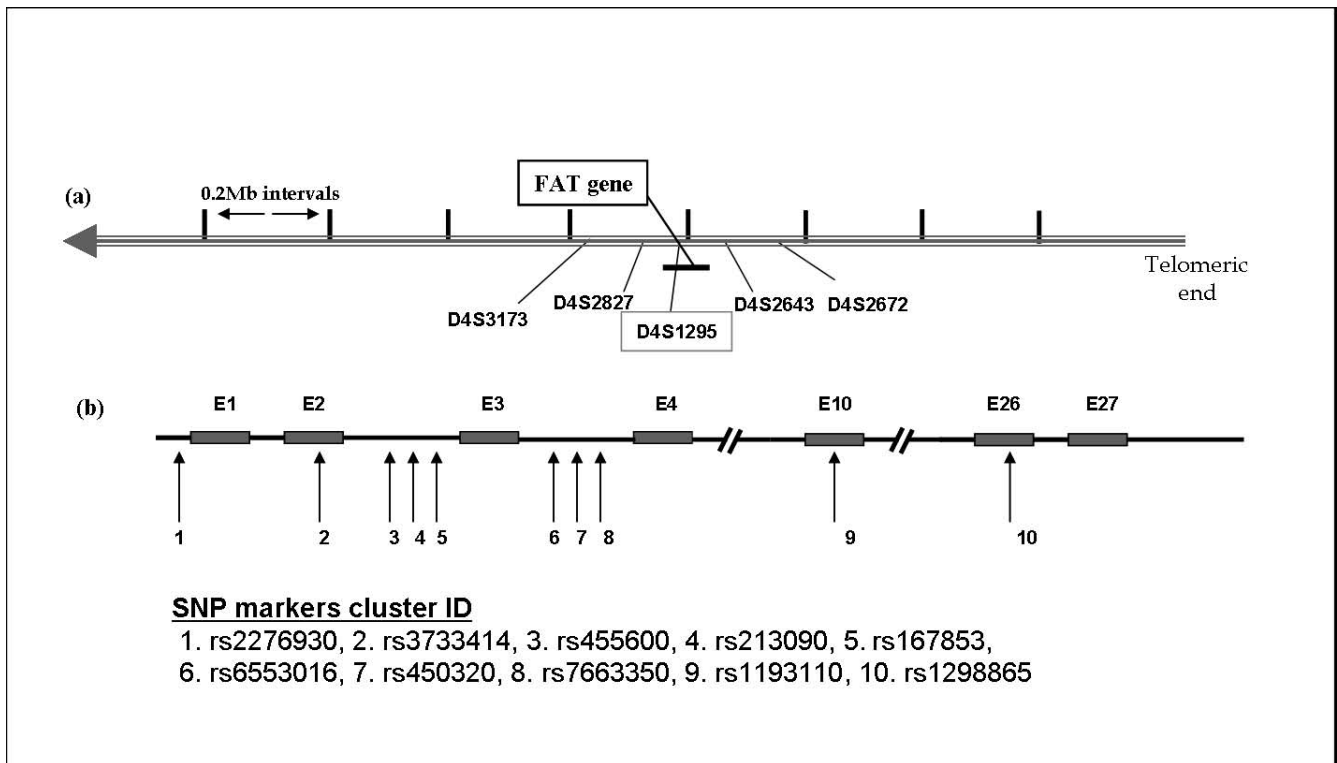 (a)
0.2Mb intervals
FAT gene
Telomeric
end
D4S3173
D4S2827
D4S1295
D4S2643
D4S2672
(b)
E1 E2 E3 E4 E10 E26 E27
1 2 3 4 5 6 7 8 9 10
SNP markers cluster ID
1. rs2276930, 2. rs3733414, 3. rs455600, 4. rs213090, 5. rs167853,
6. rs6553016, 7. rs450320, 8. rs7663350, 9. rs1193110, 10. rs1298865